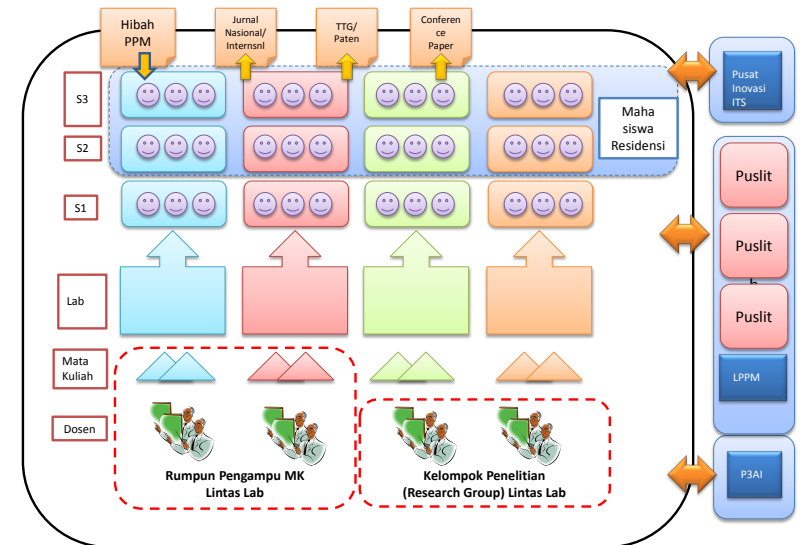 Hibah
PPM
Jurnal
Nasional/
Internsnl
TTG/
Paten
Conferen
ce
Paper
S3
S2
S1
Lab
Mata
Kuliah
Dosen
Maha
siswa
Residensi
Rumpun Pengampu MK
Lintas Lab
Kelompok Penelitian
(Research Group) Lintas Lab
Pusat
Inovasi
ITS
Puslit
Puslit
Puslit
LPPM
P3AI